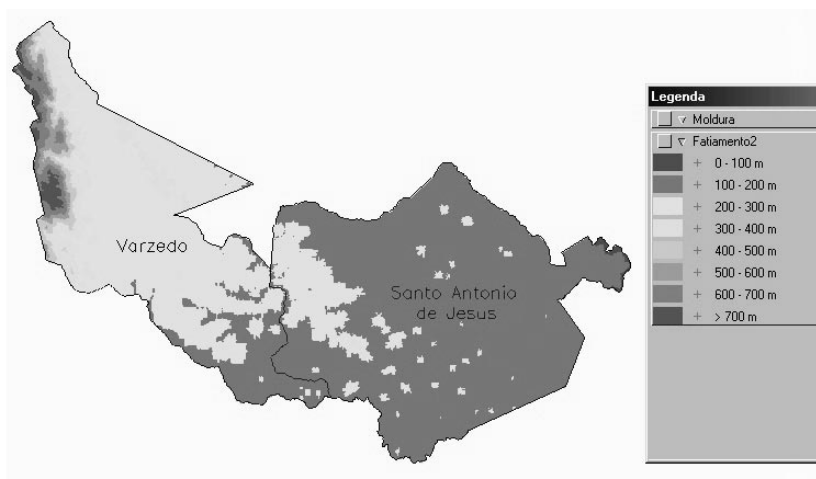 Varzedo
Santo Antonio
de Jesus
Legenda
Moldura
Fatiamento2
+ 0 - 100 m
+ 100 - 200 m
+ 200 - 300 m
+ 300 - 400 m
+ 400 - 500 m
+ 500 - 600 m
+ 600 - 700 m
+ > 700 m